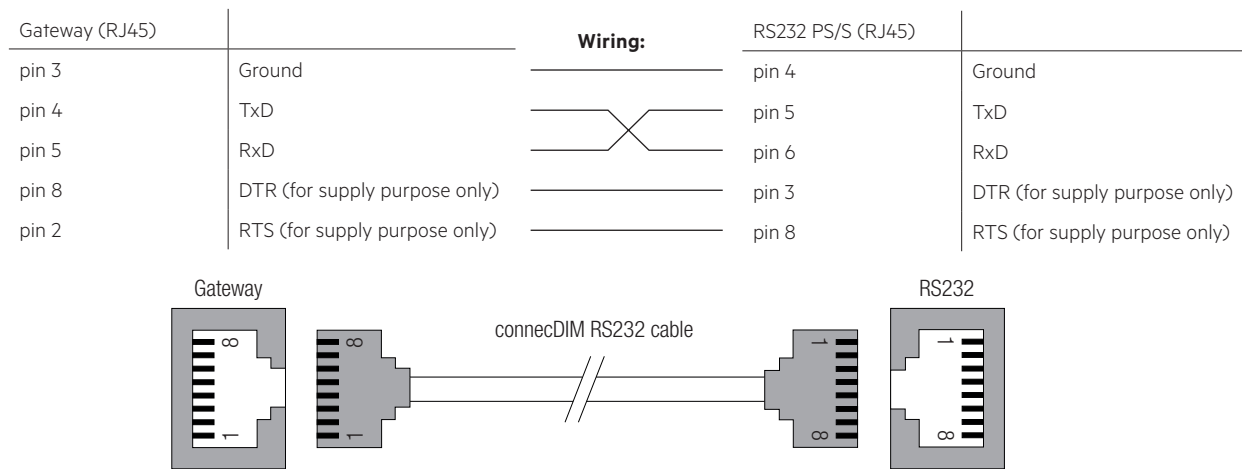 Gateway (RJ45) Wiring: RS232 PS/S (RJ45)
pin 3 Ground pin 4 Ground
pin 4 TxD pin 5 TxD
pin 5 RxD pin 6 RxD
pin 8 DTR (for supply purpose only) pin 3 DTR (for supply purpose only)
pin 2 RTS (for supply purpose only) pin 8 RTS (for supply purpose only)
Gateway RS232
connecDIM RS232 cable
8 8 1 1
1 1 8 8